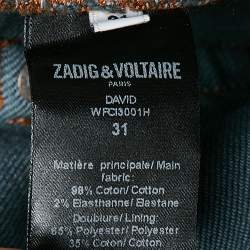 ZADIG & VOLTAIRE
PARIS
DAVID
WPCI3001H
31
Matière principale/Main
fabric:
98% Coton/Cotton
2% Elasthanne/Elastane
Doublure/Lining:
65% Polyester/Polyester
35% Coton/Cotton